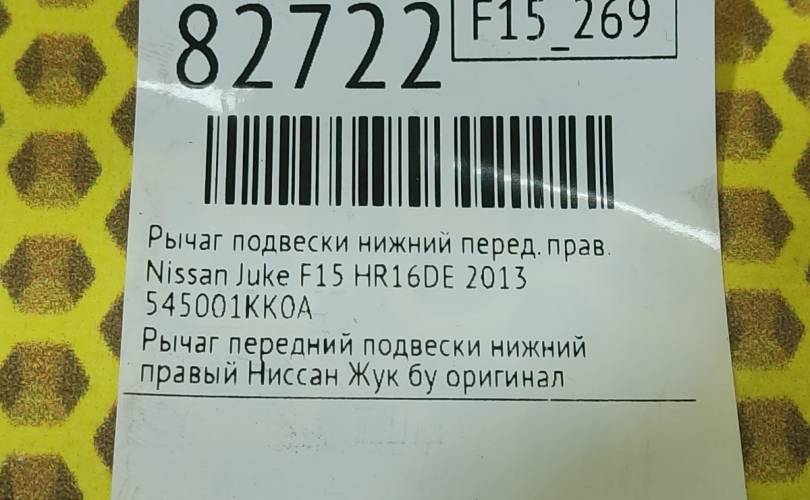 82722
F15_269
Рычаг подвески нижний перед. прав.
Nissan Juke F15 HR16DE 2013
545001KK0A
Рычаг передний подвески нижний
правый Ниссан Жук бу оригинал